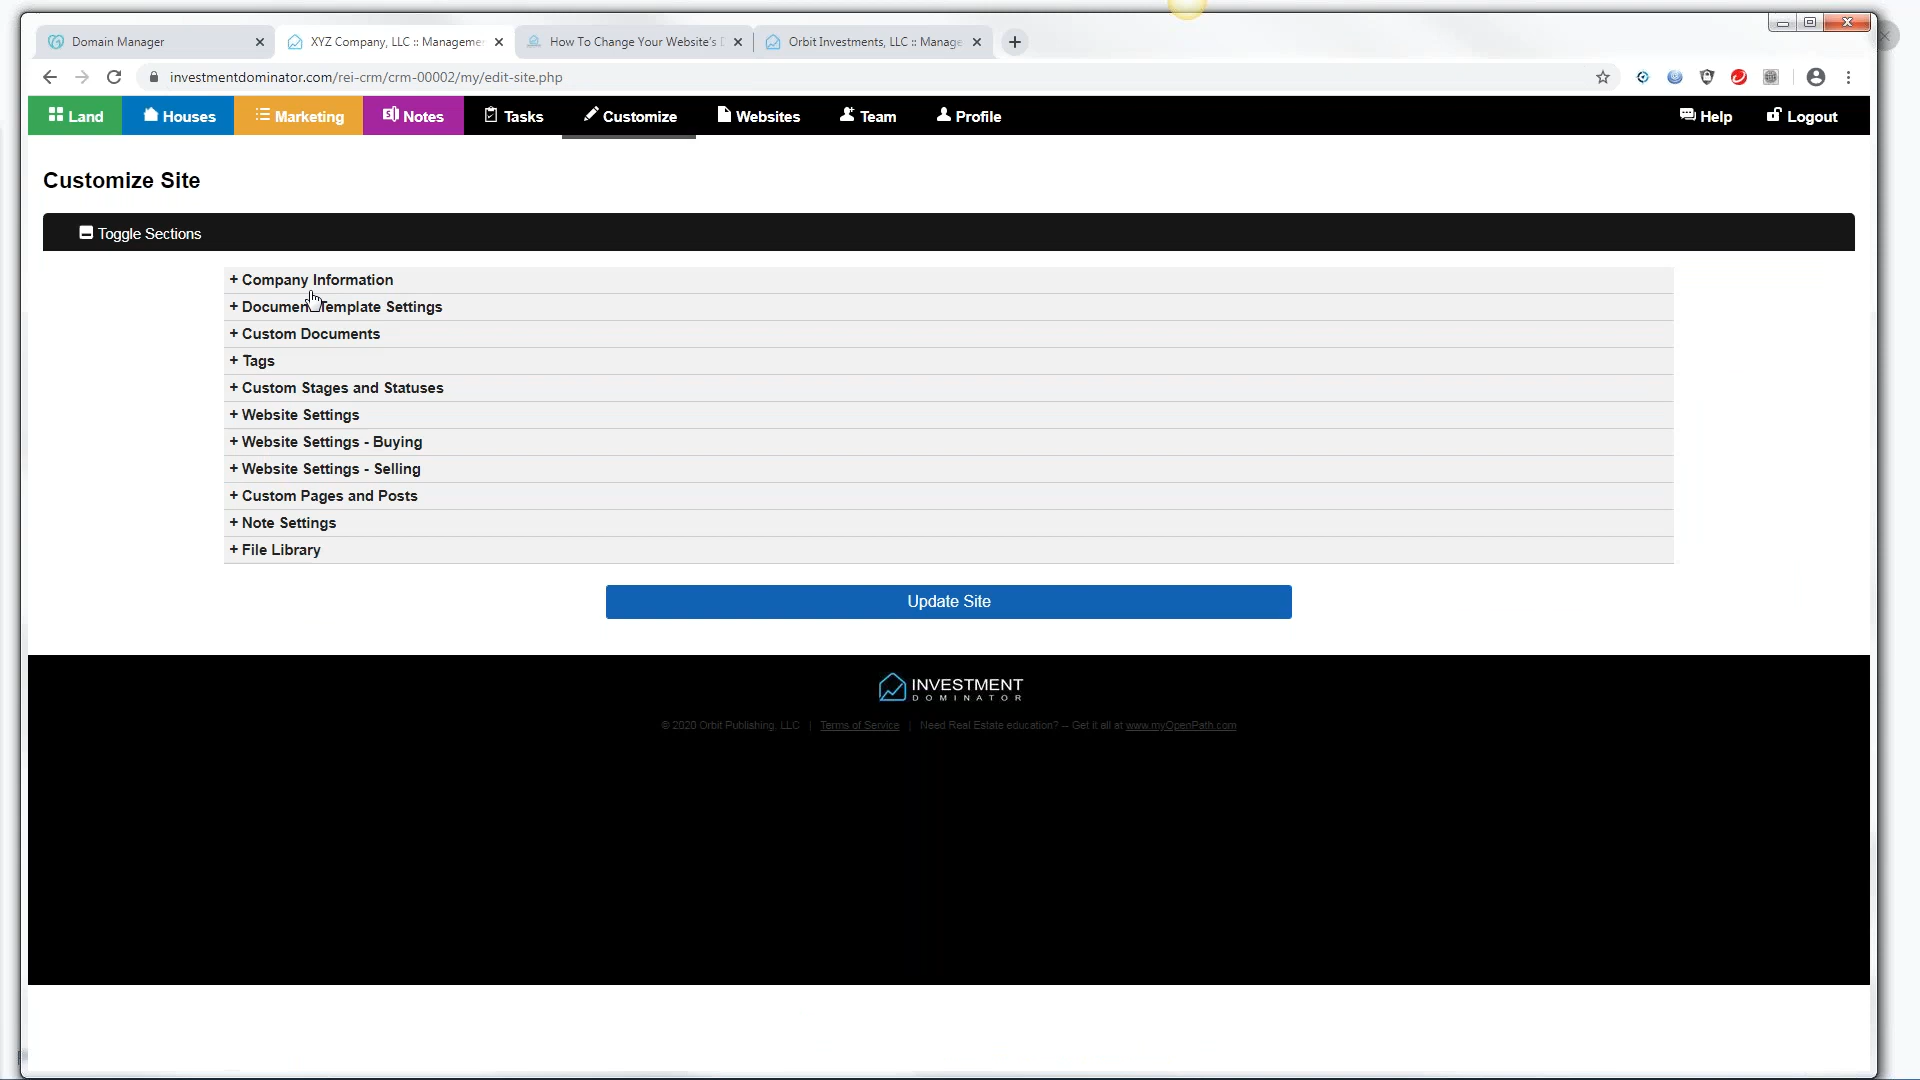 Domain Manager
XYZ Company, LLC :: Manageme
How To Change Your Website's
Orbit Investments, LLC :: Manage
investmentdominator.com/rei-crm/crm-00002/my/edit-site.php
Land Houses Marketing Notes Tasks Customize Websites Team Profile Help Logout
Customize Site
Toggle Sections
+ Company Information
+ Document Template Settings
+ Custom Documents
+ Tags
+ Custom Stages and Statuses
+ Website Settings
+ Website Settings - Buying
+ Website Settings - Selling
+ Custom Pages and Posts
+ Note Settings
+ File Library
Update Site
INVESTMENT
DOMINATOR
© 2020 Orbit Publishing, LLC | Terms of Service | Need Real Estate education? -- Get it all at www.myOpenPath.com